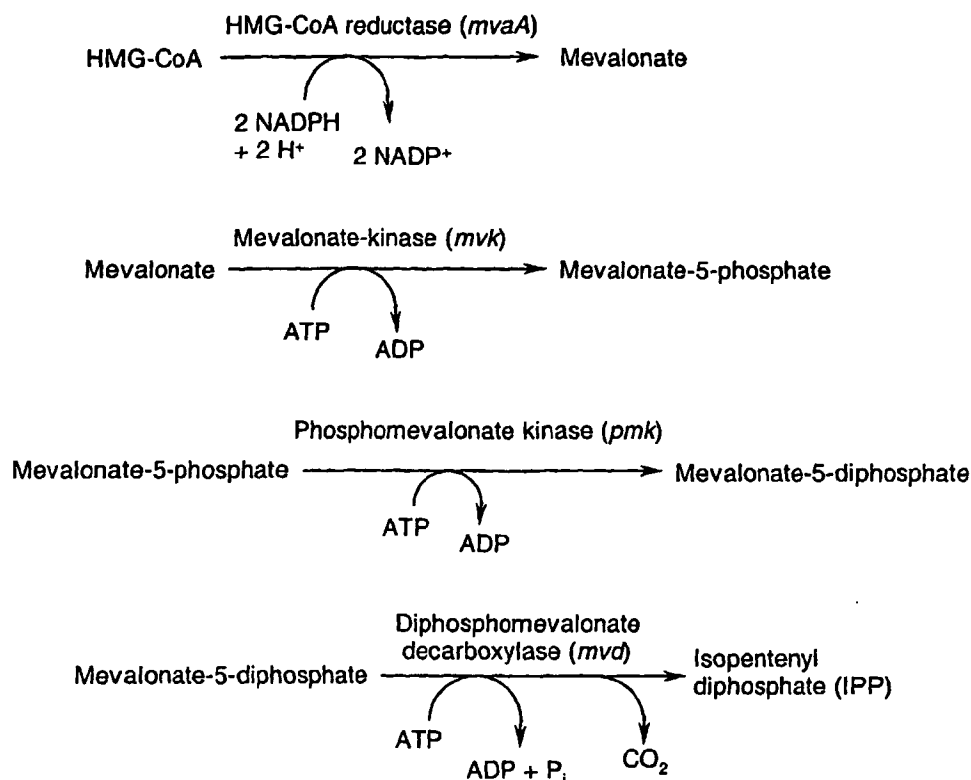 HMG-CoA reductase (mvaA)
HMG-CoA
Mevalonate
2 NADPH
+ 2 H⁺
2 NADP⁺
Mevalonate-kinase (mvk)
Mevalonate
Mevalonate-5-phosphate
ATP
ADP
Phosphomevalonate kinase (pmk)
Mevalonate-5-phosphate
Mevalonate-5-diphosphate
ATP
ADP
Diphosphomevalonate
decarboxylase (mvd)
Mevalonate-5-diphosphate
Isopentenyl
diphosphate (IPP)
ATP
ADP + Pᵢ
CO₂